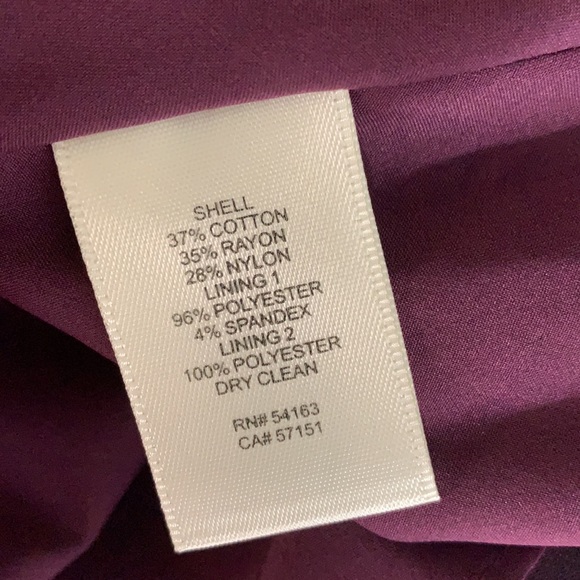 SHELL
37% COTTON
35% RAYON
28% NYLON
LINING 1
96% POLYESTER
4% SPANDEX
LINING 2
100% POLYESTER
DRY CLEAN
RN# 54163
CA# 57151